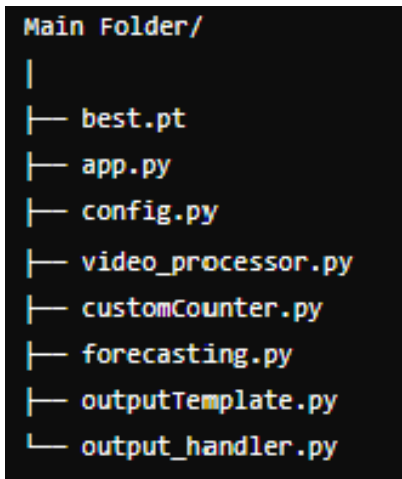 Main Folder/
│
├── best.pt
├── app.py
├── config.py
├── video_processor.py
├── customCounter.py
├── forecasting.py
├── outputTemplate.py
└── output_handler.py